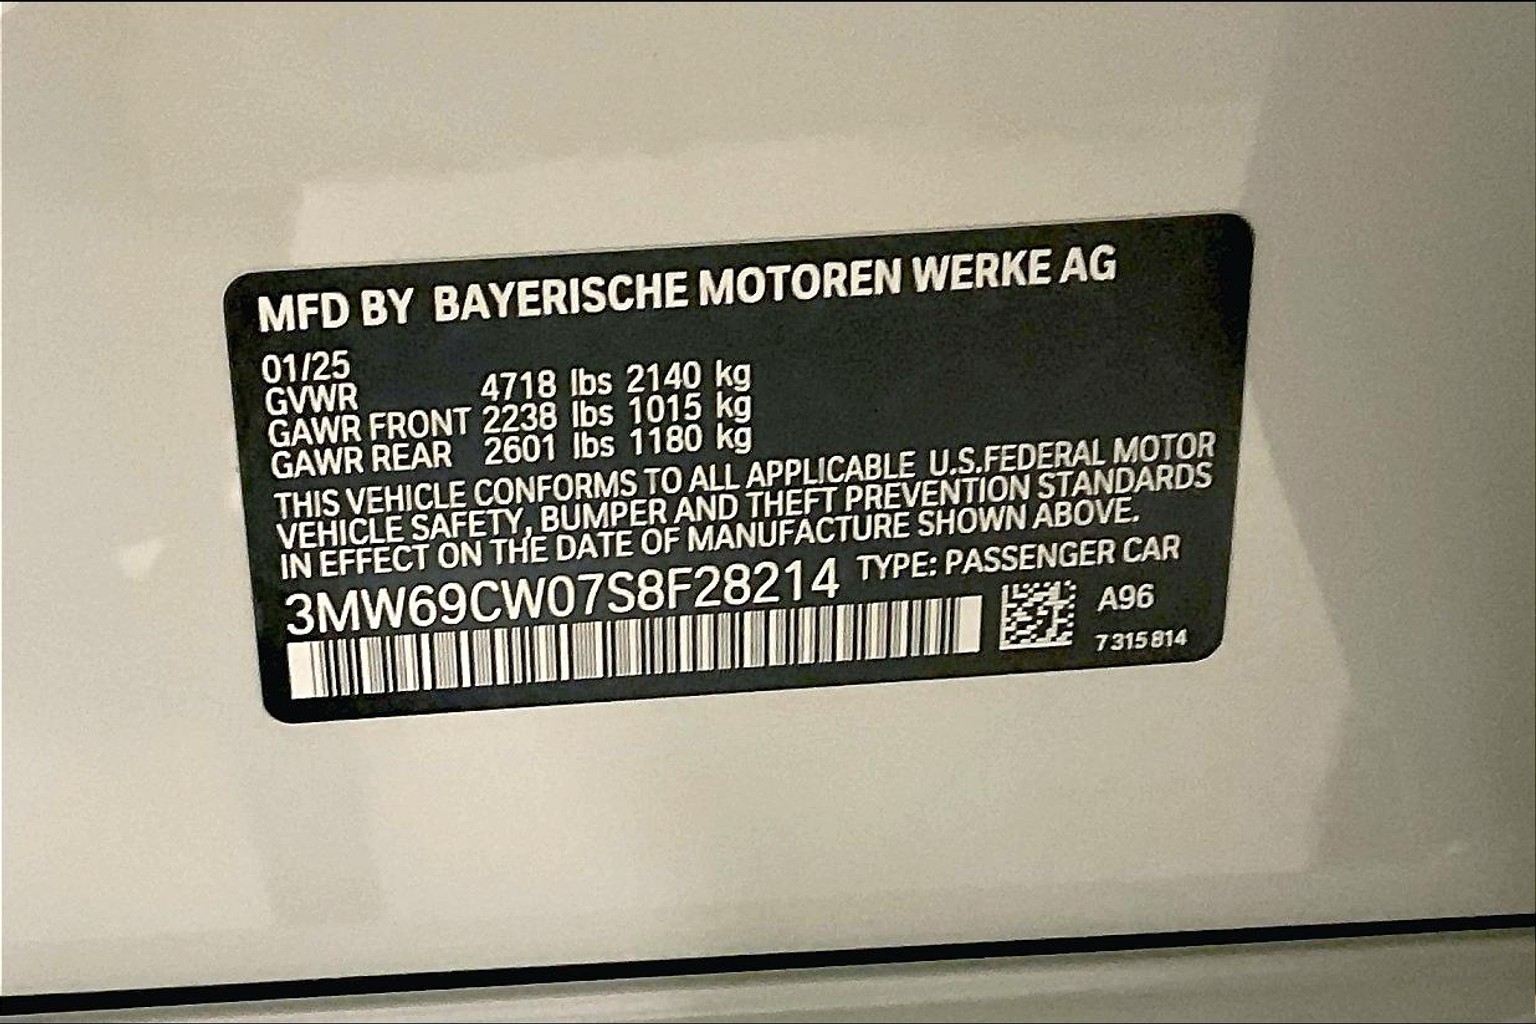 MFD BY BAYERISCHE MOTOREN WERKE AG
01/25
GVWR 4718 lbs 2140 kg
GAWR FRONT 2238 lbs 1015 kg
GAWR REAR 2601 lbs 1180 kg
THIS VEHICLE CONFORMS TO ALL APPLICABLE U.S.FEDERAL MOTOR
VEHICLE SAFETY, BUMPER AND THEFT PREVENTION STANDARDS
IN EFFECT ON THE DATE OF MANUFACTURE SHOWN ABOVE.
3MW69CW07S8F28214 TYPE: PASSENGER CAR
A96
7 315 814